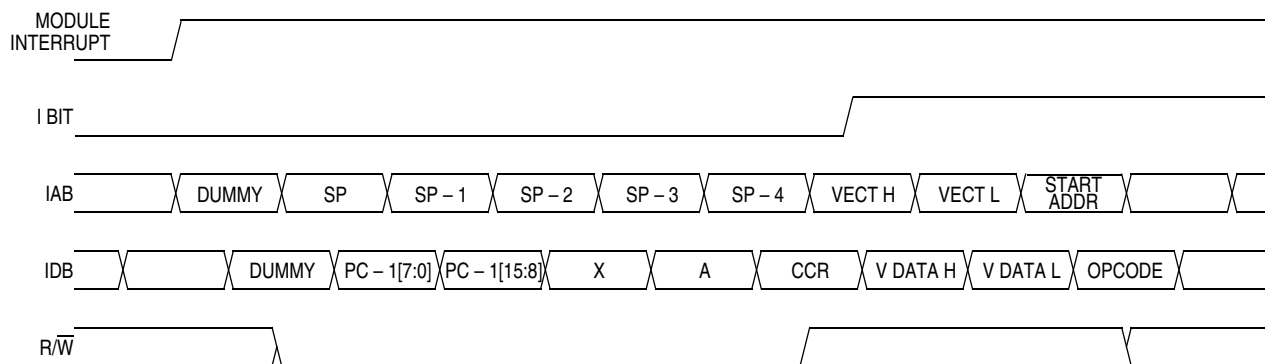 MODULE
INTERRUPT
I BIT
IAB DUMMY SP SP – 1 SP – 2 SP – 3 SP – 4 VECT H VECT L START ADDR
IDB DUMMY PC – 1[7:0] PC – 1[15:8] X A CCR V DATA H V DATA L OPCODE
R/W̅